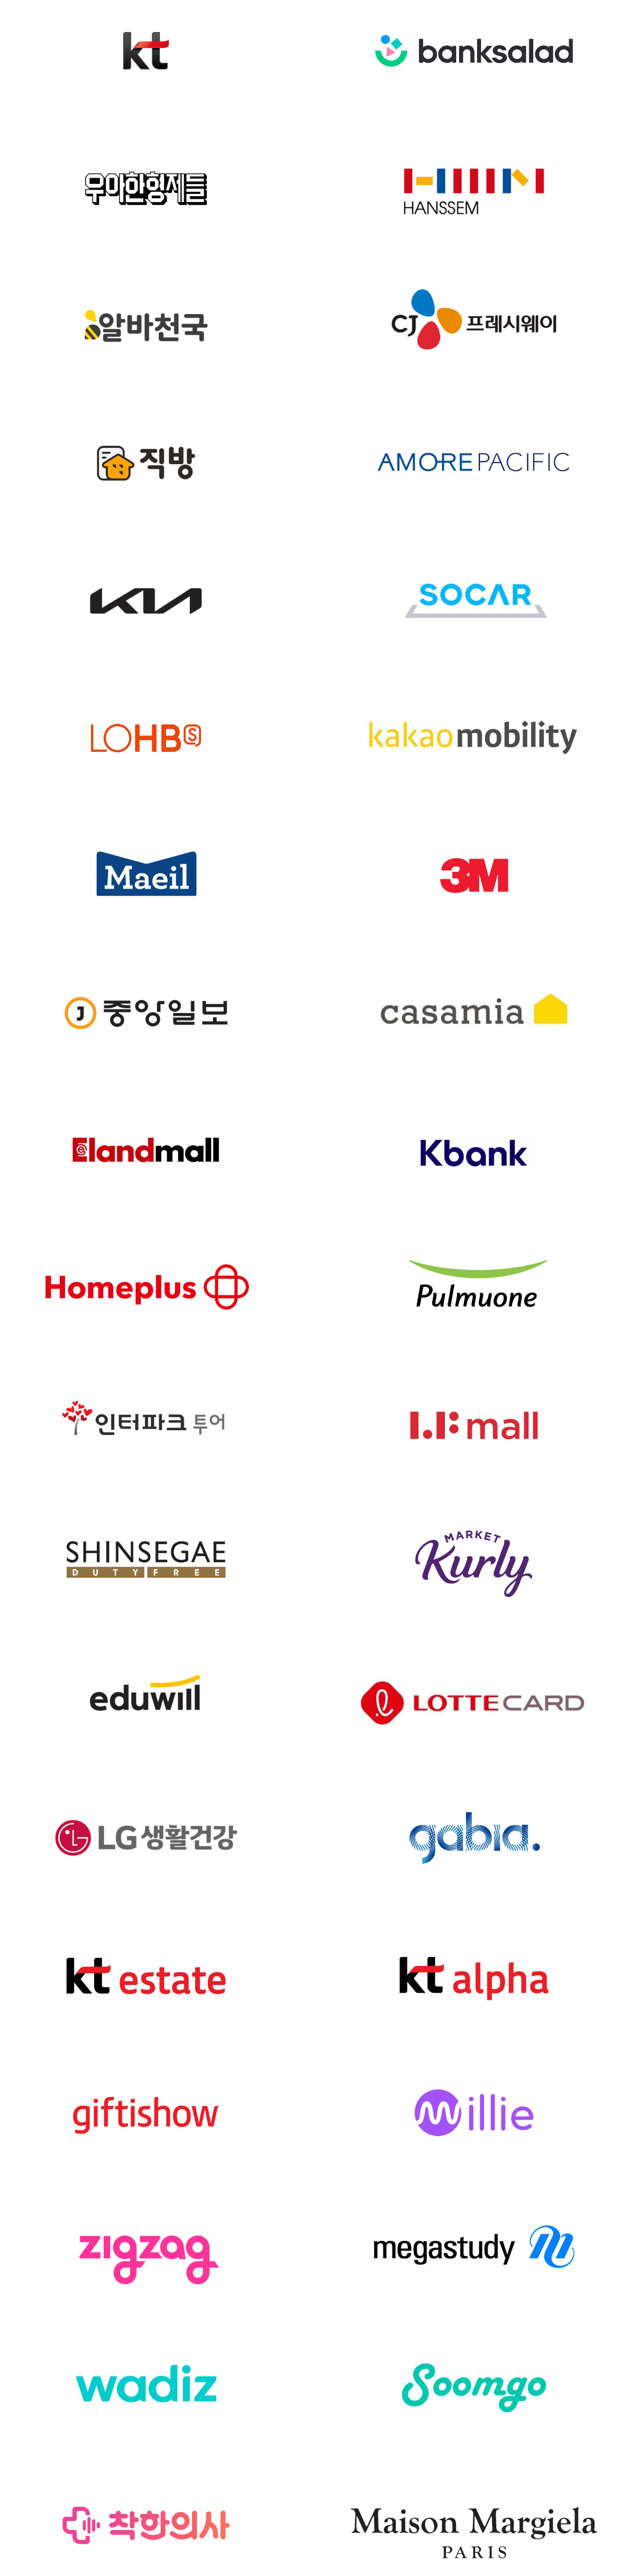 kt
banksalad
우아한형제들
HANSSEM
알바천국
CJ 프레시웨이
직방
AMOREPACIFIC
KIA
SOCAR
LOHBs
kakaomobility
Maeil
3M
J 중앙일보
casamia
Elandmall
Kbank
Homeplus
Pulmuone
인터파크 투어
LF mall
SHINSEGAE
DUTY FREE
MARKET
Kurly
eduwill
LOTTE CARD
LG 생활건강
gabia.
kt estate
kt alpha
giftishow
millie
zigzag
megastudy m
wadiz
Soomgo
착한의사
Maison Margiela
PARIS